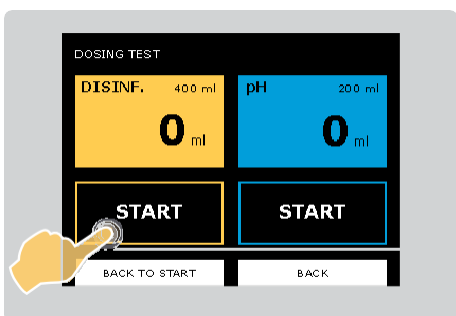 DOSING TEST
DISINF. 400 ml
0 ml
pH 200 ml
0 ml
START
START
BACK TO START
BACK